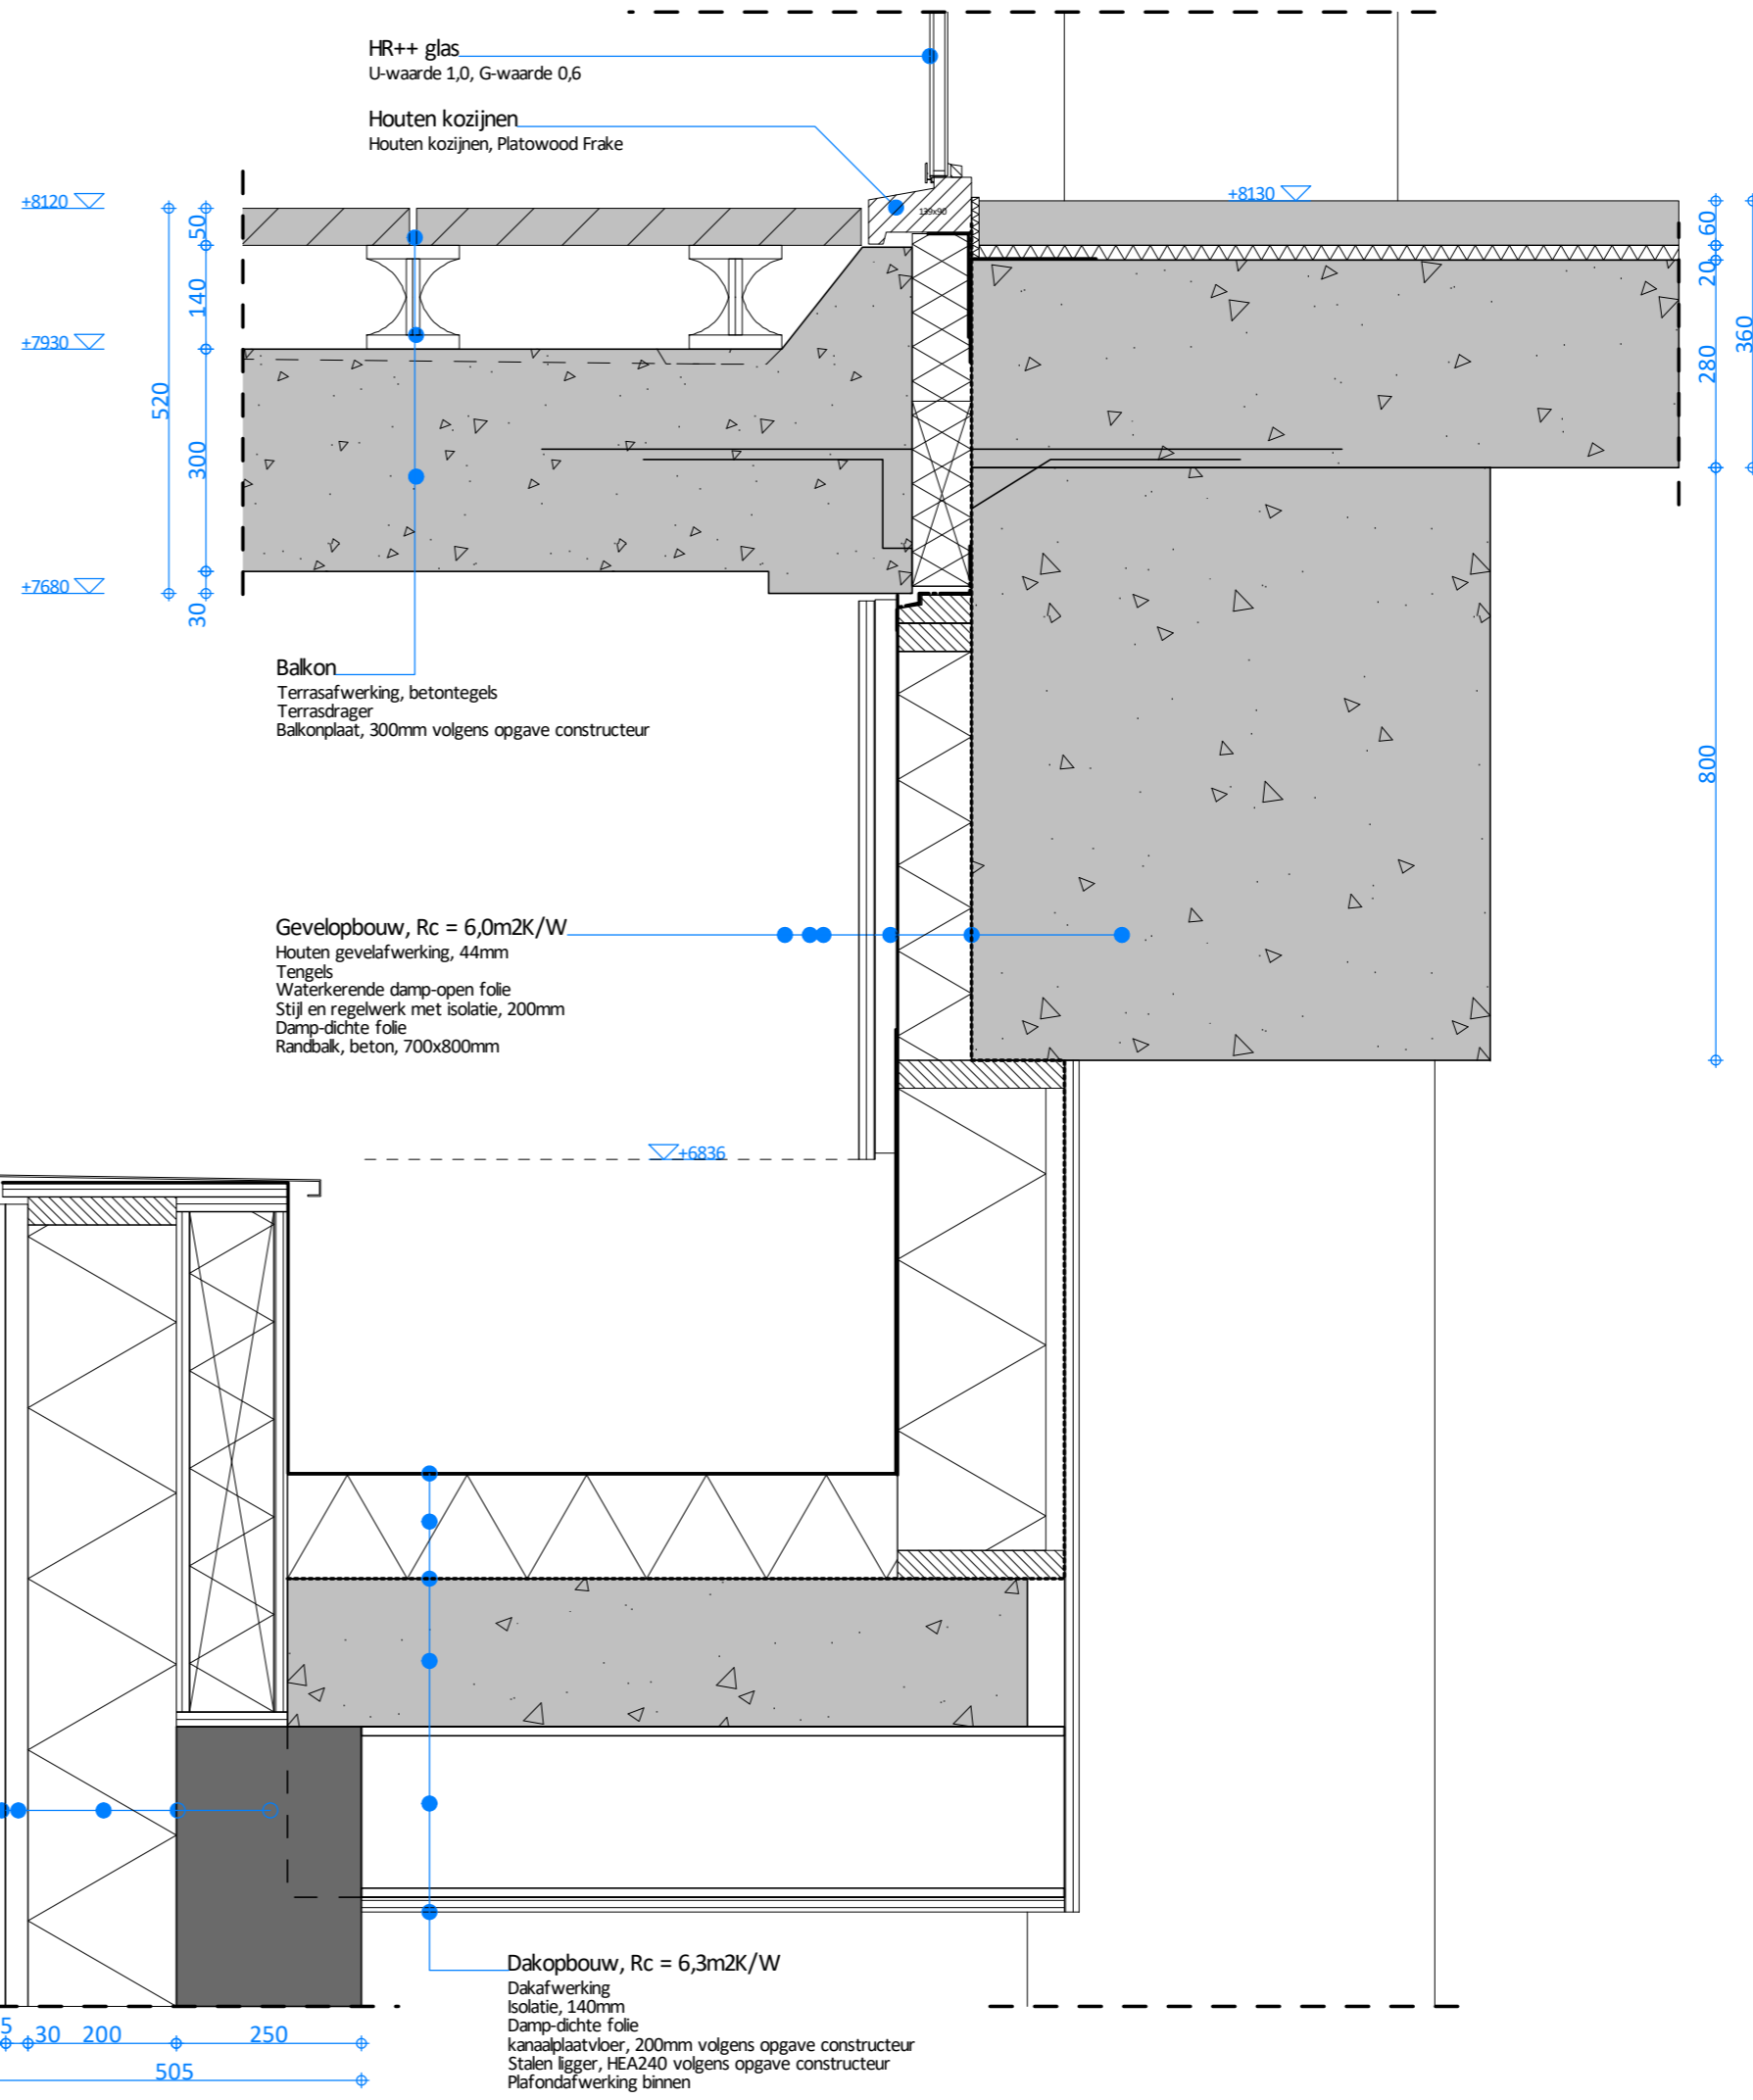 HR++ glas
U-waarde 1,0, G-waarde 0,6
Houten kozijnen
Houten kozijnen, Platowood Frake
+8120
+8130
139x90
50
140
+7930
520
300
+7680
30
60
20
360
280
800
Balkon
Terrasafwerking, betontegels
Terrasdrager
Balkonplaat, 300mm volgens opgave constructeur
Gevelopbouw, Rc = 6,0m2K/W
Houten gevelafwerking, 44mm
Tengels
Waterkerende damp-open folie
Stijl en regelwerk met isolatie, 200mm
Damp-dichte folie
Randbalk, beton, 700x800mm
+6836
Dakopbouw, Rc = 6,3m2K/W
Dakafwerking
Isolatie, 140mm
Damp-dichte folie
kanaalplaatvloer, 200mm volgens opgave constructeur
Stalen ligger, HEA240 volgens opgave constructeur
Plafondafwerking binnen
5 30 200 250
505